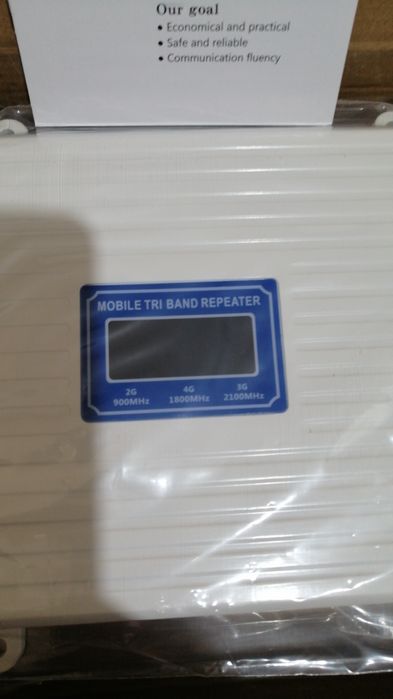 Our goal
• Economical and practical
• Safe and reliable
• Communication fluency
MOBILE TRI BAND REPEATER
2G 4G 3G
900MHz 1800MHz 2100MHz